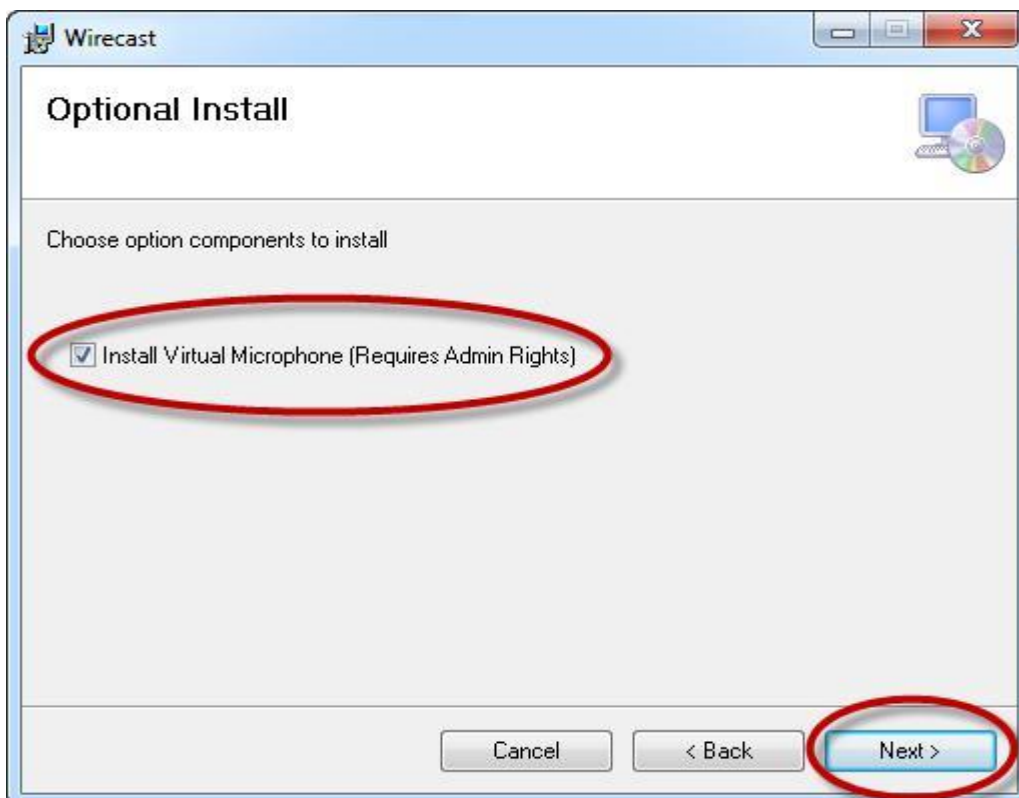 Wirecast
Optional Install
Choose option components to install
Install Virtual Microphone (Requires Admin Rights)
Cancel
< Back
Next >